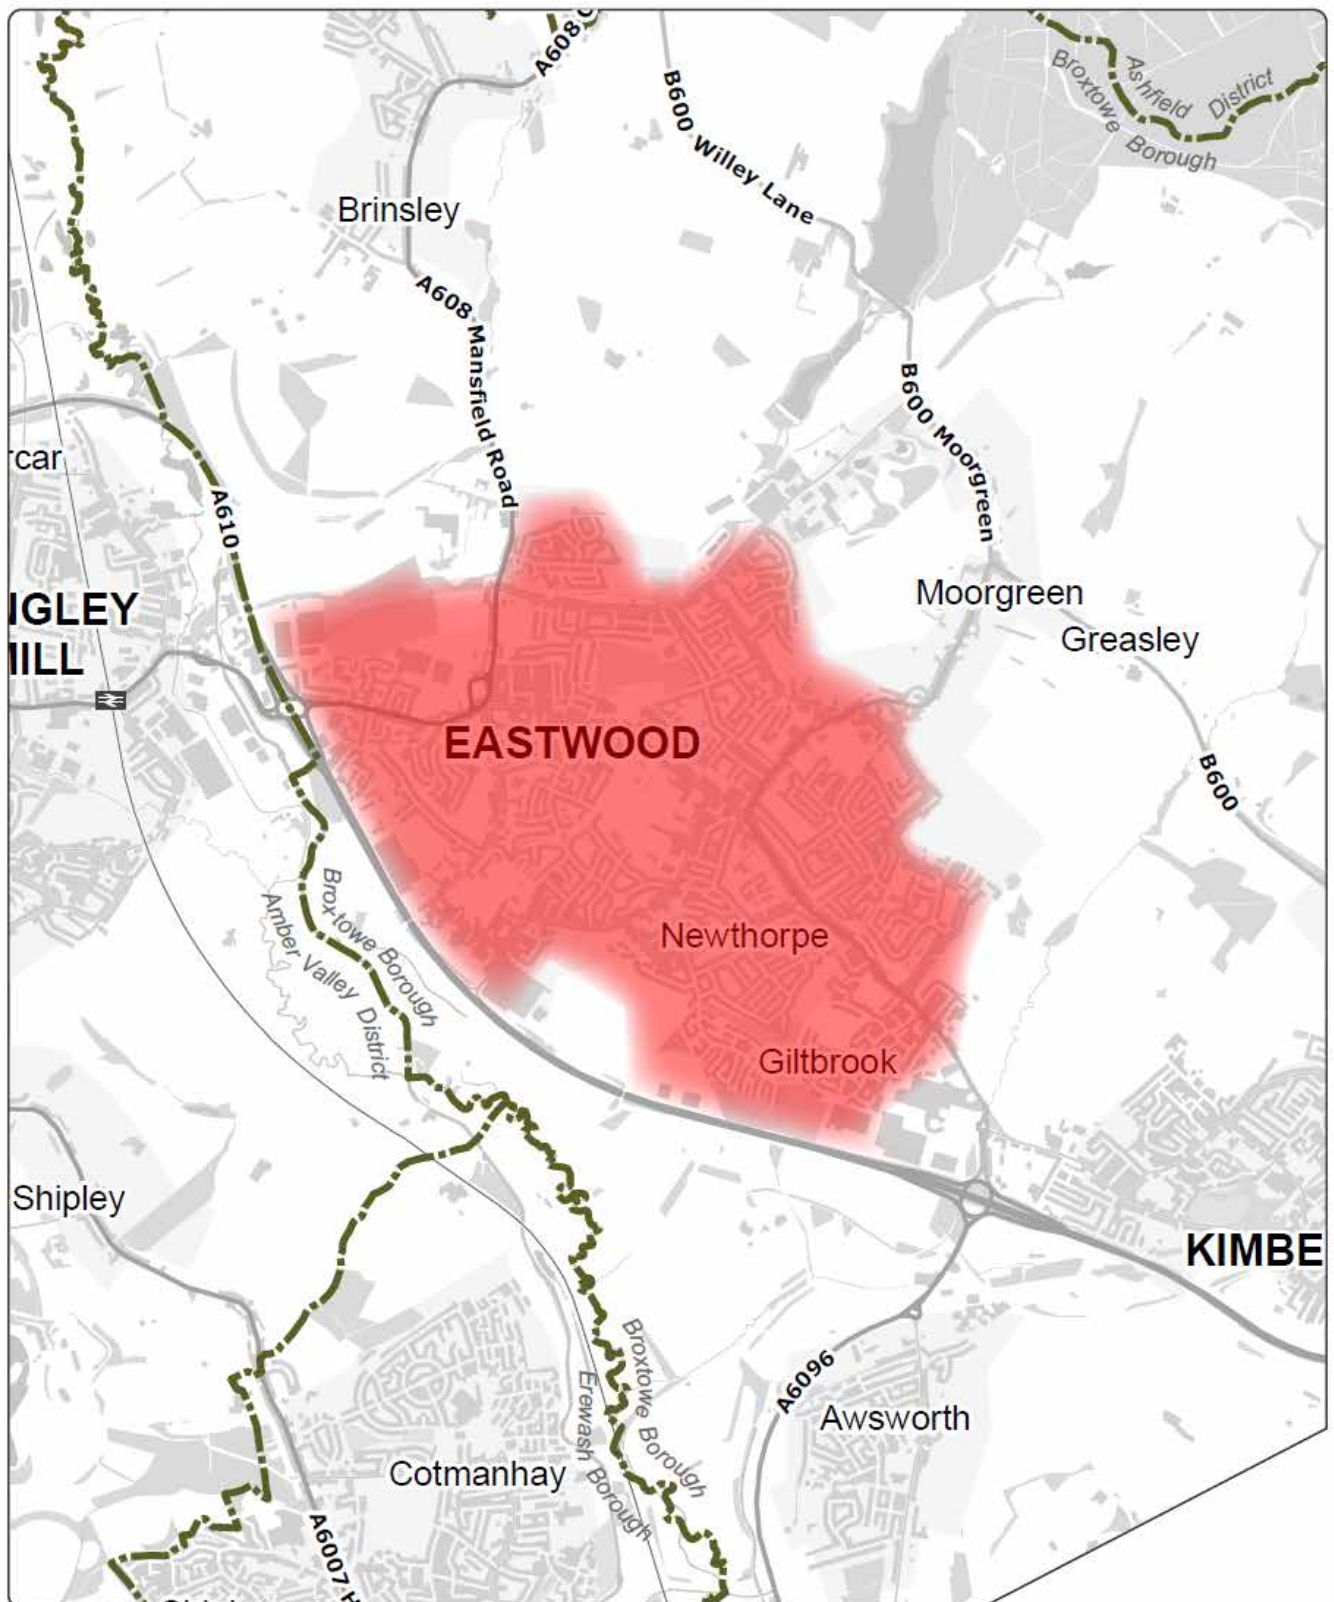 A608
B600 Willey Lane
Ashfield District
Broxtowe Borough
Brinsley
A608 Mansfield Road
B600 Moorgreen
A610
Moorgreen
Greasley
B600
EASTWOOD
Newthorpe
Giltbrook
Broxtowe Borough
Amber Valley District
Shipley
KIMBE
A6096
Awsworth
Broxtowe Borough
Erewash Borough
Cotmanhay
A6007 H
rcar
IGLEY
ILL